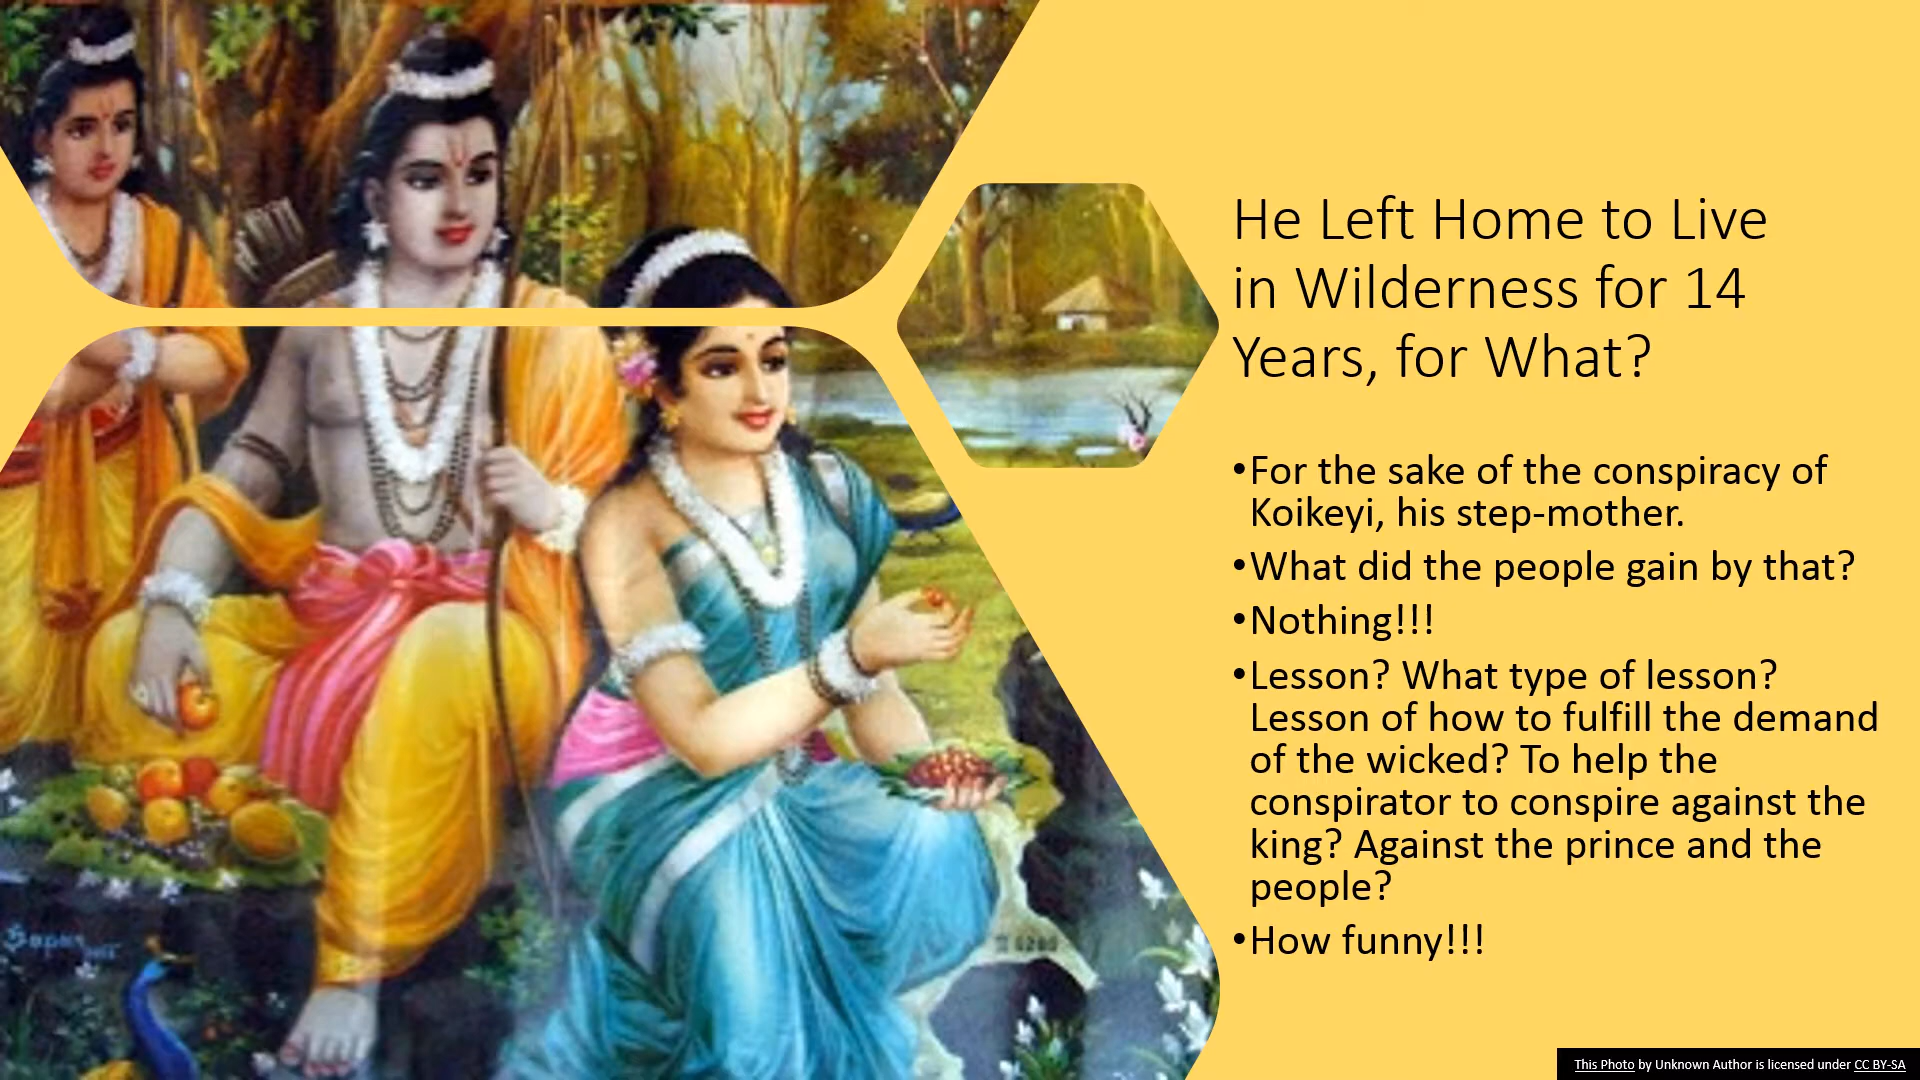 He Left Home to Live
in Wilderness for 14
Years, for What?
•For the sake of the conspiracy of
Koikeyi, his step-mother.
•What did the people gain by that?
•Nothing!!!
•Lesson? What type of lesson?
Lesson of how to fulfill the demand
of the wicked? To help the
conspirator to conspire against the
king? Against the prince and the
people?
•How funny!!!
This Photo by Unknown Author is licensed under CC BY-SA